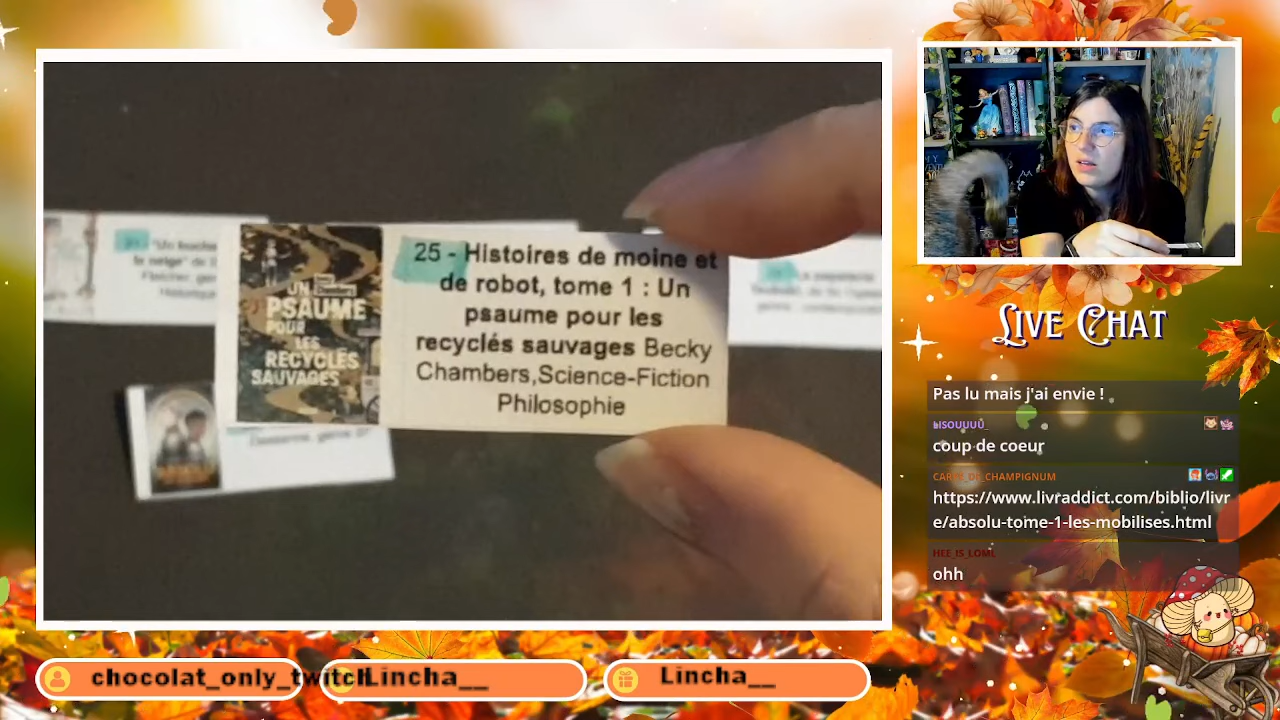 UN
PSAUME
POUR
LES
RECYCLÉS
SAUVAGES
25 - Histoires de moine et
de robot, tome 1 : Un
psaume pour les
recyclés sauvages Becky
Chambers,Science-Fiction
Philosophie
LIVE CHAT
Pas lu mais j'ai envie !
coup de coeur
https://www.livraddict.com/biblio/livr
e/absolu-tome-1-les-mobilises.html
HEE_IS_LOML
ohh
chocolat_only_twitch
Lincha__
Lincha__